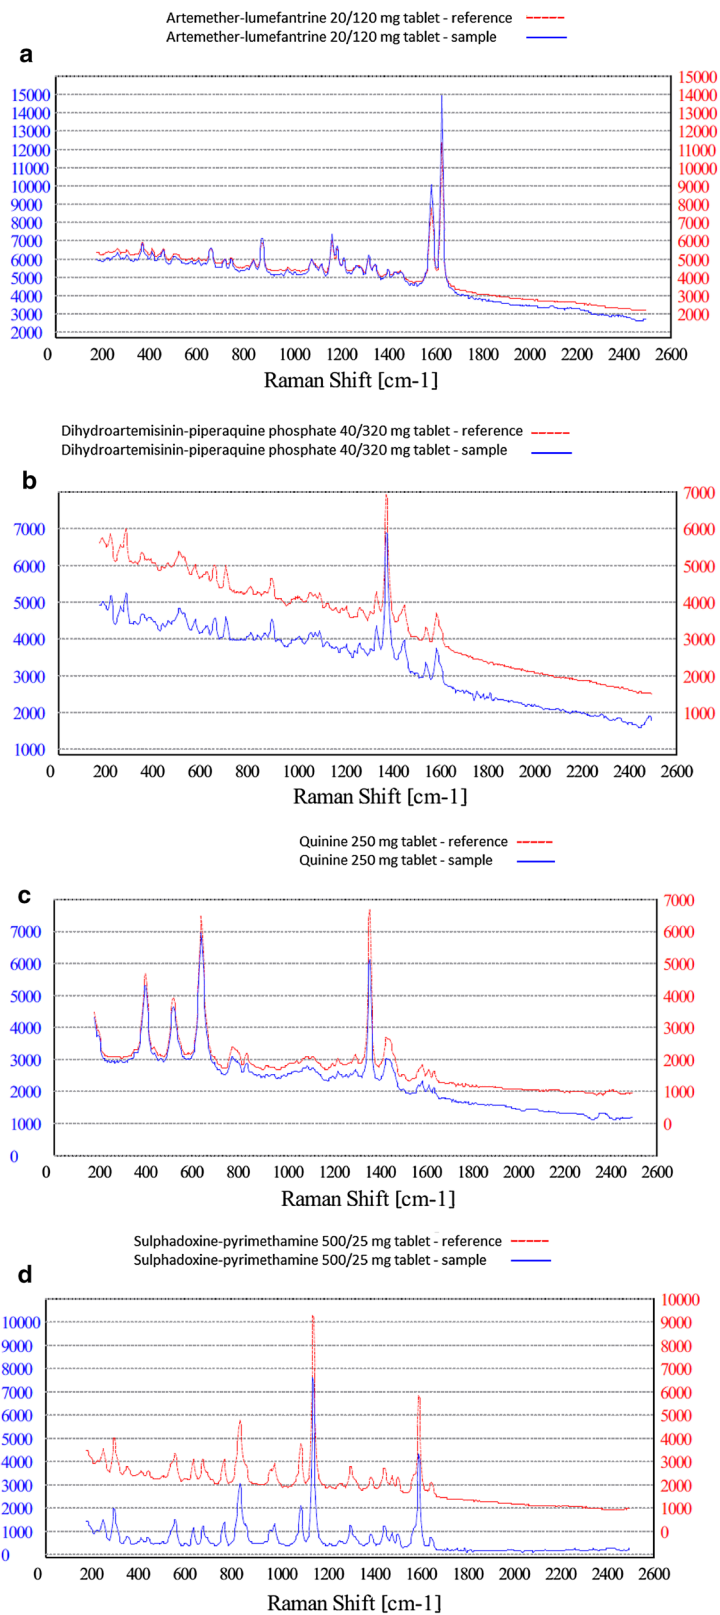 Artemether-lumefantrine 20/120 mg tablet - reference
Artemether-lumefantrine 20/120 mg tablet - sample
a
15000
15000 14000
14000 13000
13000 12000
12000 11000
11000 10000
10000 9000
9000 8000
8000 7000
7000 6000
6000 5000
5000 4000
4000 3000
3000 2000
2000
0 200 400 600 800 1000 1200 1400 1600 1800 2000 2200 2400 2600
Raman Shift [cm-1]
Dihydroartemisinin-piperaquine phosphate 40/320 mg tablet - reference
Dihydroartemisinin-piperaquine phosphate 40/320 mg tablet - sample
b
7000
7000 6000
6000 5000
5000 4000
4000 3000
3000 2000
2000 1000
1000
0 200 400 600 800 1000 1200 1400 1600 1800 2000 2200 2400 2600
Raman Shift [cm-1]
Quinine 250 mg tablet - reference
Quinine 250 mg tablet - sample
c
7000
7000 6000
6000 5000
5000 4000
4000 3000
3000 2000
2000 1000
1000 0
0
0 200 400 600 800 1000 1200 1400 1600 1800 2000 2200 2400 2600
Raman Shift [cm-1]
Sulphadoxine-pyrimethamine 500/25 mg tablet - reference
Sulphadoxine-pyrimethamine 500/25 mg tablet - sample
d
10000
10000 9000
9000 8000
8000 7000
7000 6000
6000 5000
5000 4000
4000 3000
3000 2000
2000 1000
1000 0
0
0 200 400 600 800 1000 1200 1400 1600 1800 2000 2200 2400 2600
Raman Shift [cm-1]